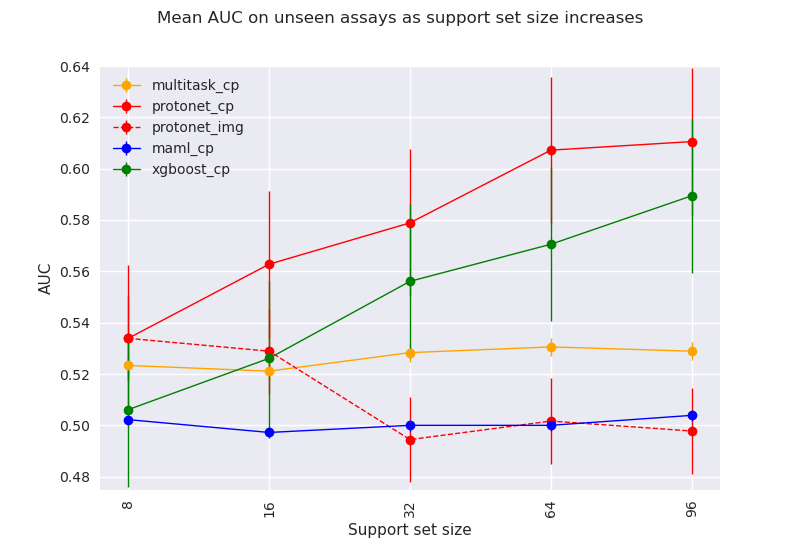 Mean AUC on unseen assays as support set size increases
0.64
0.62
0.60
0.58
0.56
0.54
0.52
0.50
0.48
AUC
multitask_cp
protonet_cp
protonet_img
maml_cp
xgboost_cp
8
16
32
64
96
Support set size